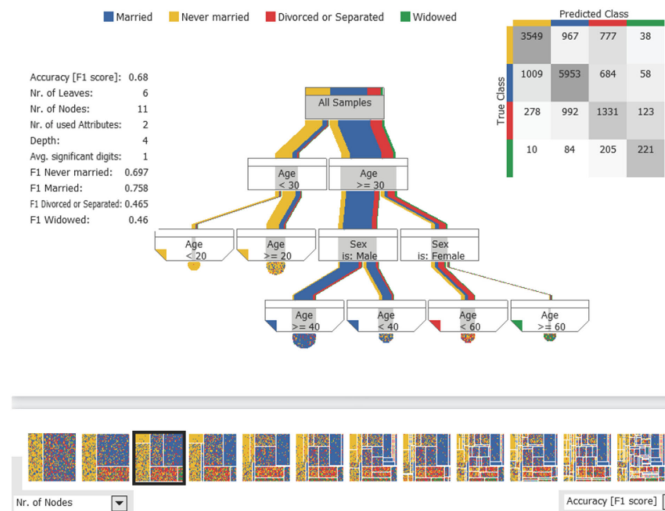 Married Never married Divorced or Separated Widowed
Predicted Class
True Class
3549 967 777 38
1009 5953 684 58
278 992 1331 123
10 84 205 221
Accuracy [F1 score]: 0.68
Nr. of Leaves: 6
Nr. of Nodes: 11
Nr. of used Attributes: 2
Depth: 4
Avg. significant digits: 1
F1 Never married: 0.697
F1 Married: 0.758
F1 Divorced or Separated: 0.465
F1 Widowed: 0.46
All Samples
Age
< 30
Age
>= 30
Age
< 20
Age
>= 20
Sex
is: Male
Sex
is: Female
Age
>= 40
Age
< 40
Age
< 60
Age
>= 60
Nr. of Nodes
Accuracy [F1 score]